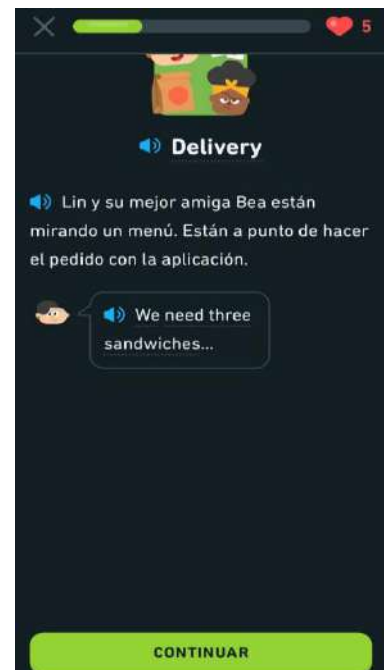 5
Delivery
Lin y su mejor amiga Bea están
mirando un menú. Están a punto de hacer
el pedido con la aplicación.
We need three
sandwiches...
CONTINUAR